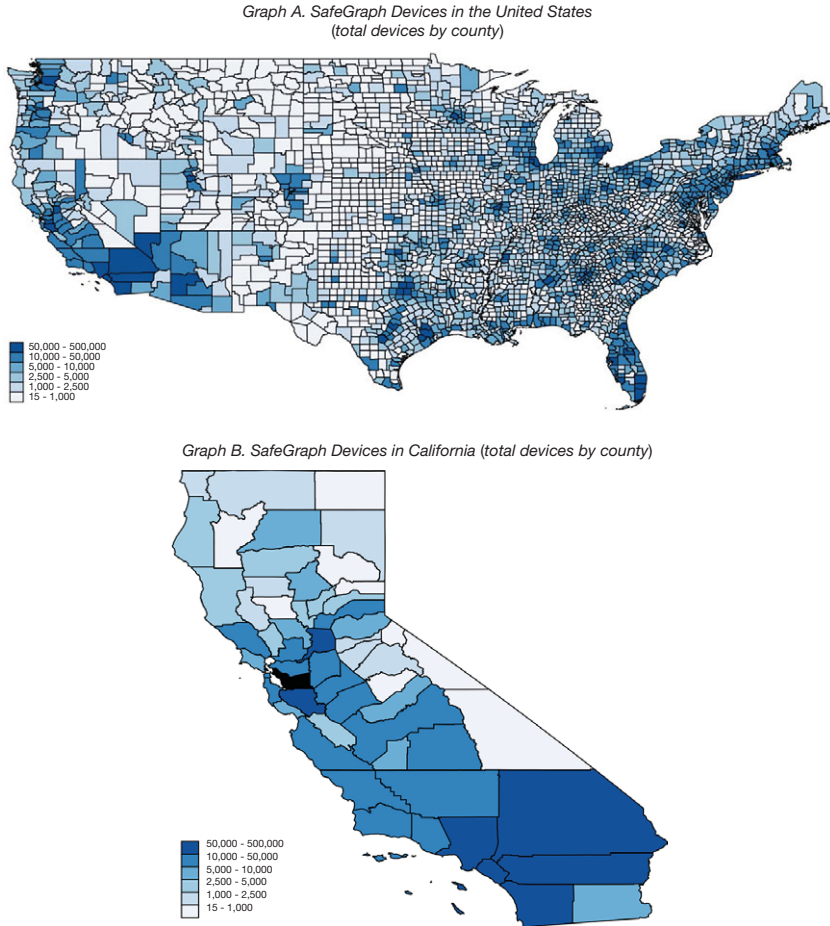 Graph A. SafeGraph Devices in the United States
(total devices by county)
50,000 - 500,000
10,000 - 50,000
5,000 - 10,000
2,500 - 5,000
1,000 - 2,500
15 - 1,000
Graph B. SafeGraph Devices in California (total devices by county)
50,000 - 500,000
10,000 - 50,000
5,000 - 10,000
2,500 - 5,000
1,000 - 2,500
15 - 1,000